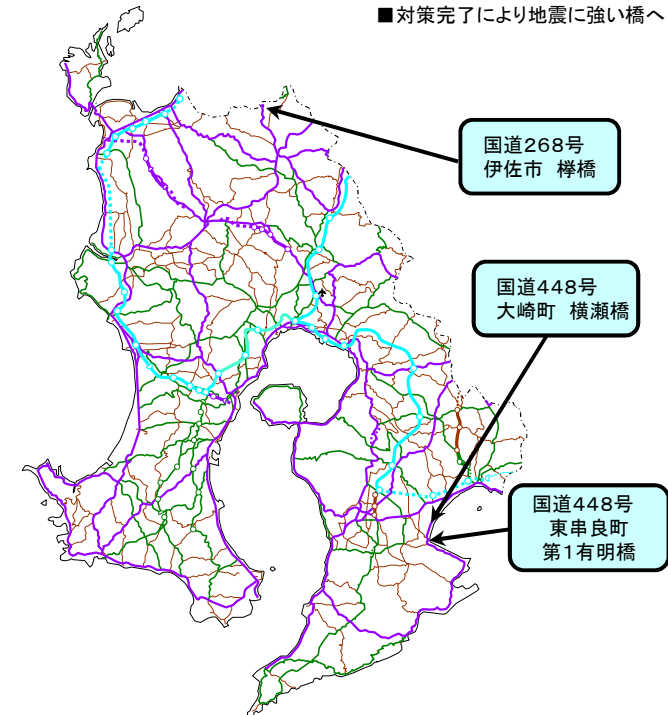 ■対策完了により地震に強い橋へ
国道268号
伊佐市 欅橋
国道448号
大崎町 横瀬橋
国道448号
東串良町
第1有明橋